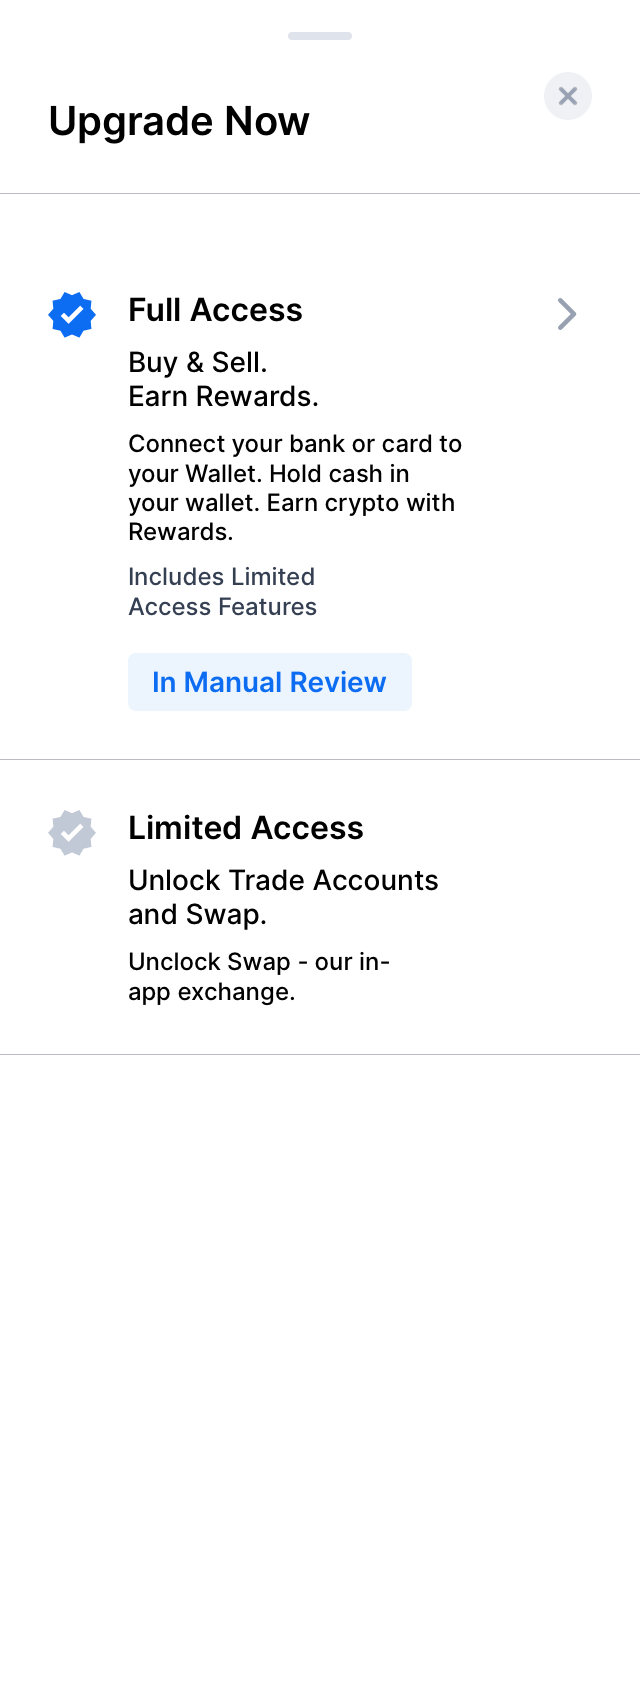 Upgrade Now
Full Access
Buy & Sell.
Earn Rewards.
Connect your bank or card to
your Wallet. Hold cash in
your wallet. Earn crypto with
Rewards.
Includes Limited
Access Features
In Manual Review
Limited Access
Unlock Trade Accounts
and Swap.
Unclock Swap - our in-
app exchange.